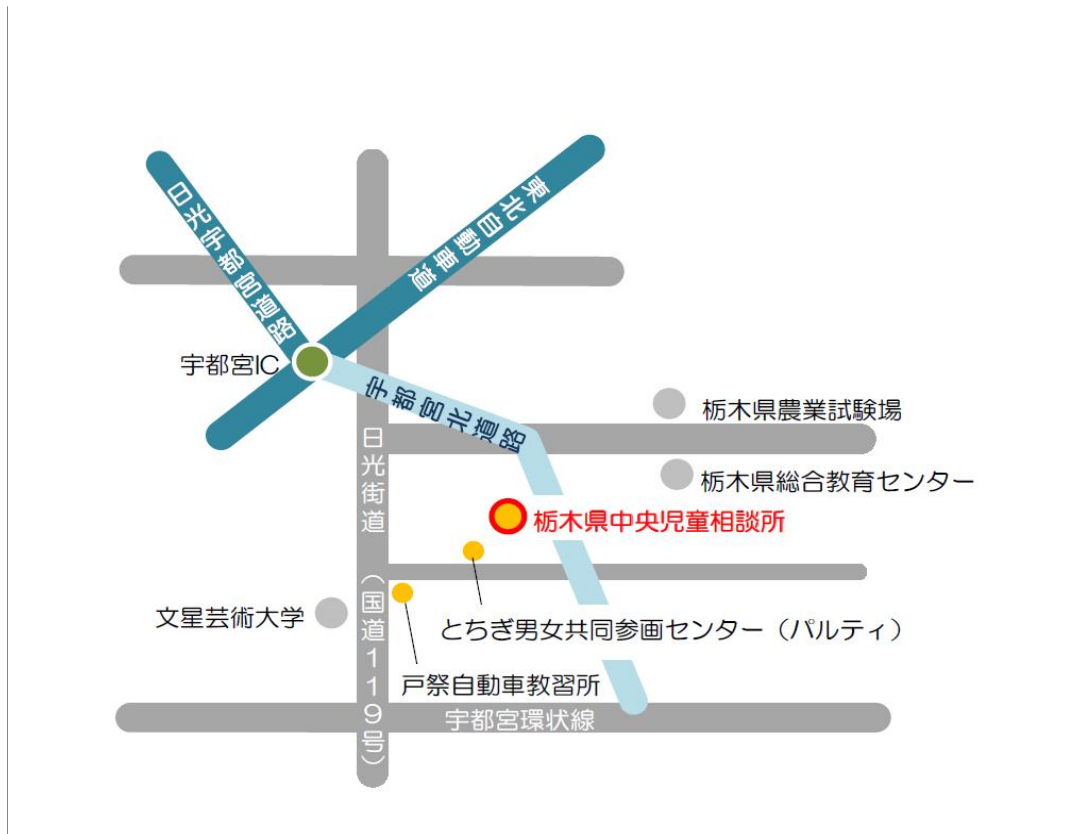 東北自動車道
日光宇都宮道路
宇都宮IC
宇都宮北道路
栃木県農業試験場
日光街道（国道１１９号）
栃木県総合教育センター
栃木県中央児童相談所
文星芸術大学
とちぎ男女共同参画センター（パルティ）
戸祭自動車教習所
宇都宮環状線